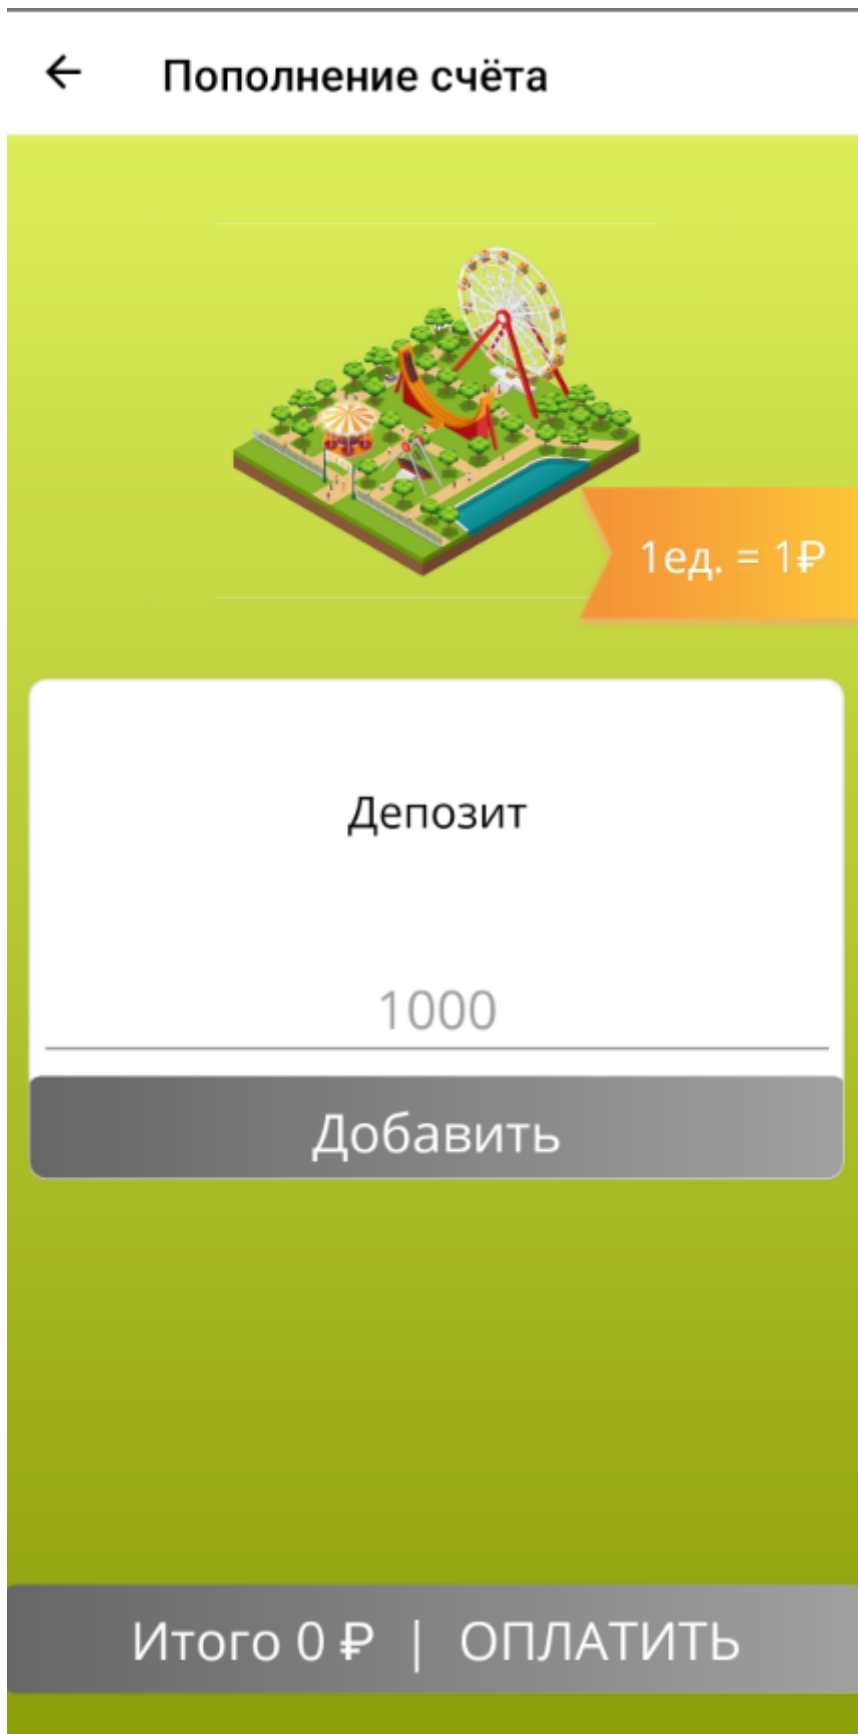 Пополнение счёта
1ед. = 1₽
Депозит
1000
Добавить
Итого 0 ₽ | ОПЛАТИТЬ